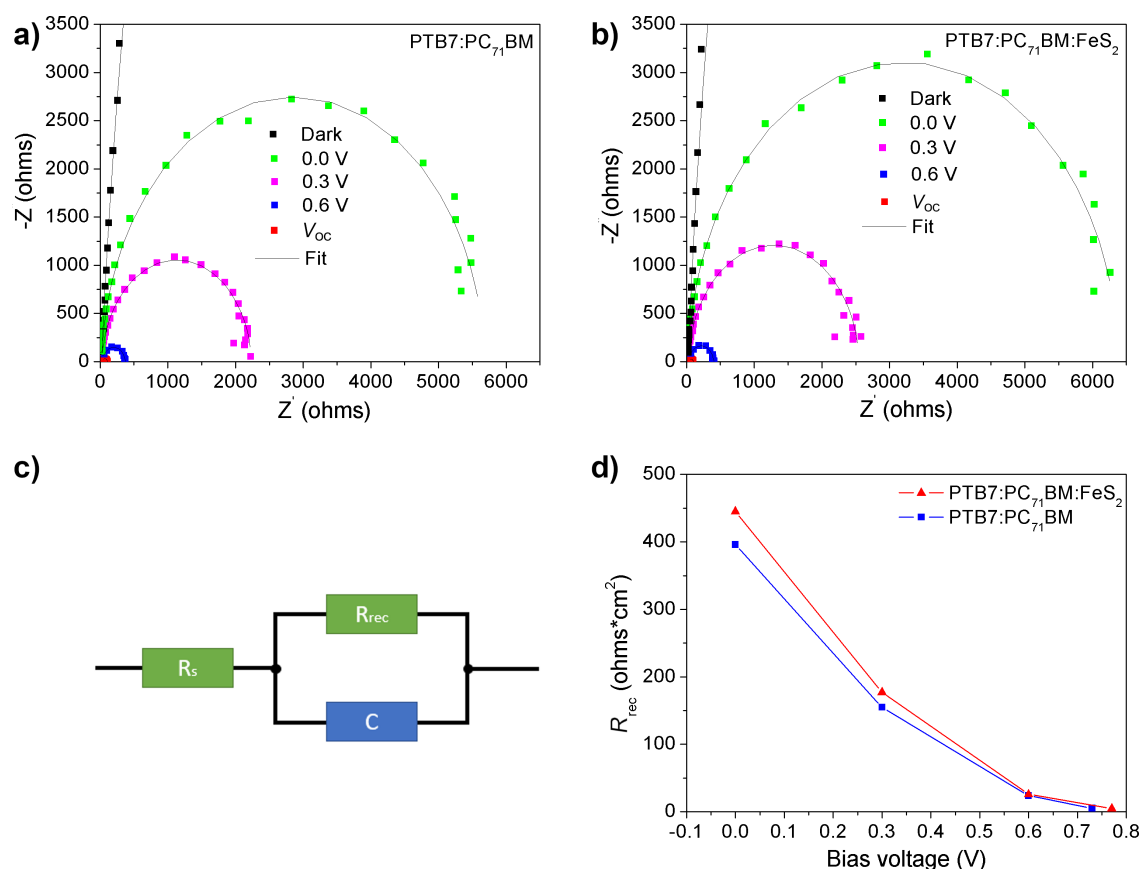 a)
PTB7:PC71BM
-Z (ohms)
3500
3000
2500
2000
1500
1000
500
0
Dark
0.0 V
0.3 V
0.6 V
VOC
Fit
0 1000 2000 3000 4000 5000 6000
Z' (ohms)
b)
PTB7:PC71BM:FeS2
-Z'' (ohms)
3500
3000
2500
2000
1500
1000
500
0
Dark
0.0 V
0.3 V
0.6 V
VOC
Fit
0 1000 2000 3000 4000 5000 6000
Z' (ohms)
c)
Rrec
Rs
C
d)
PTB7:PC71BM:FeS2
PTB7:PC71BM
Rrec (ohms*cm2)
500
400
300
200
100
0
-0.1 0.0 0.1 0.2 0.3 0.4 0.5 0.6 0.7 0.8
Bias voltage (V)